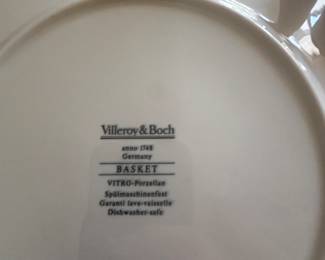 Villeroy & Boch
anno 1748
Germany
BASKET
VITRO-Porzellan
Spülmaschinenfest
Garanti lave-vaisselle
Dishwasher-safe